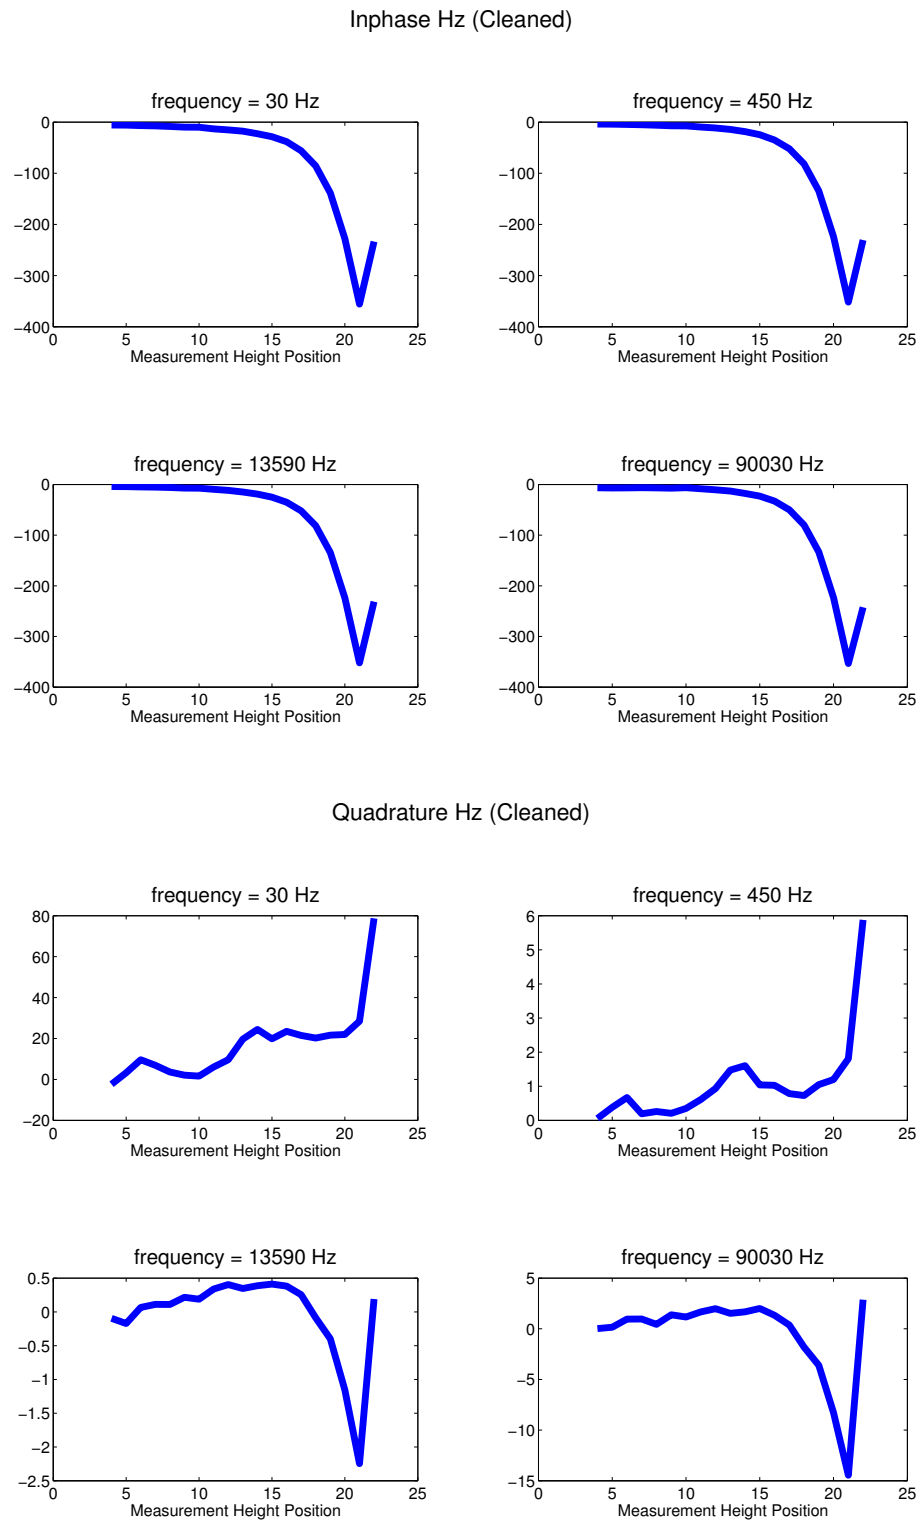 Inphase Hz (Cleaned)
frequency = 30 Hz
0
−100
−200
−300
−400
0 5 10 15 20 25
Measurement Height Position
frequency = 450 Hz
0
−100
−200
−300
−400
0 5 10 15 20 25
Measurement Height Position
frequency = 13590 Hz
0
−100
−200
−300
−400
0 5 10 15 20 25
Measurement Height Position
frequency = 90030 Hz
0
−100
−200
−300
−400
0 5 10 15 20 25
Measurement Height Position
Quadrature Hz (Cleaned)
frequency = 30 Hz
80
60
40
20
0
−20
0 5 10 15 20 25
Measurement Height Position
frequency = 450 Hz
6
5
4
3
2
1
0
0 5 10 15 20 25
Measurement Height Position
frequency = 13590 Hz
0.5
0
−0.5
−1
−1.5
−2
−2.5
0 5 10 15 20 25
Measurement Height Position
frequency = 90030 Hz
5
0
−5
−10
−15
0 5 10 15 20 25
Measurement Height Position